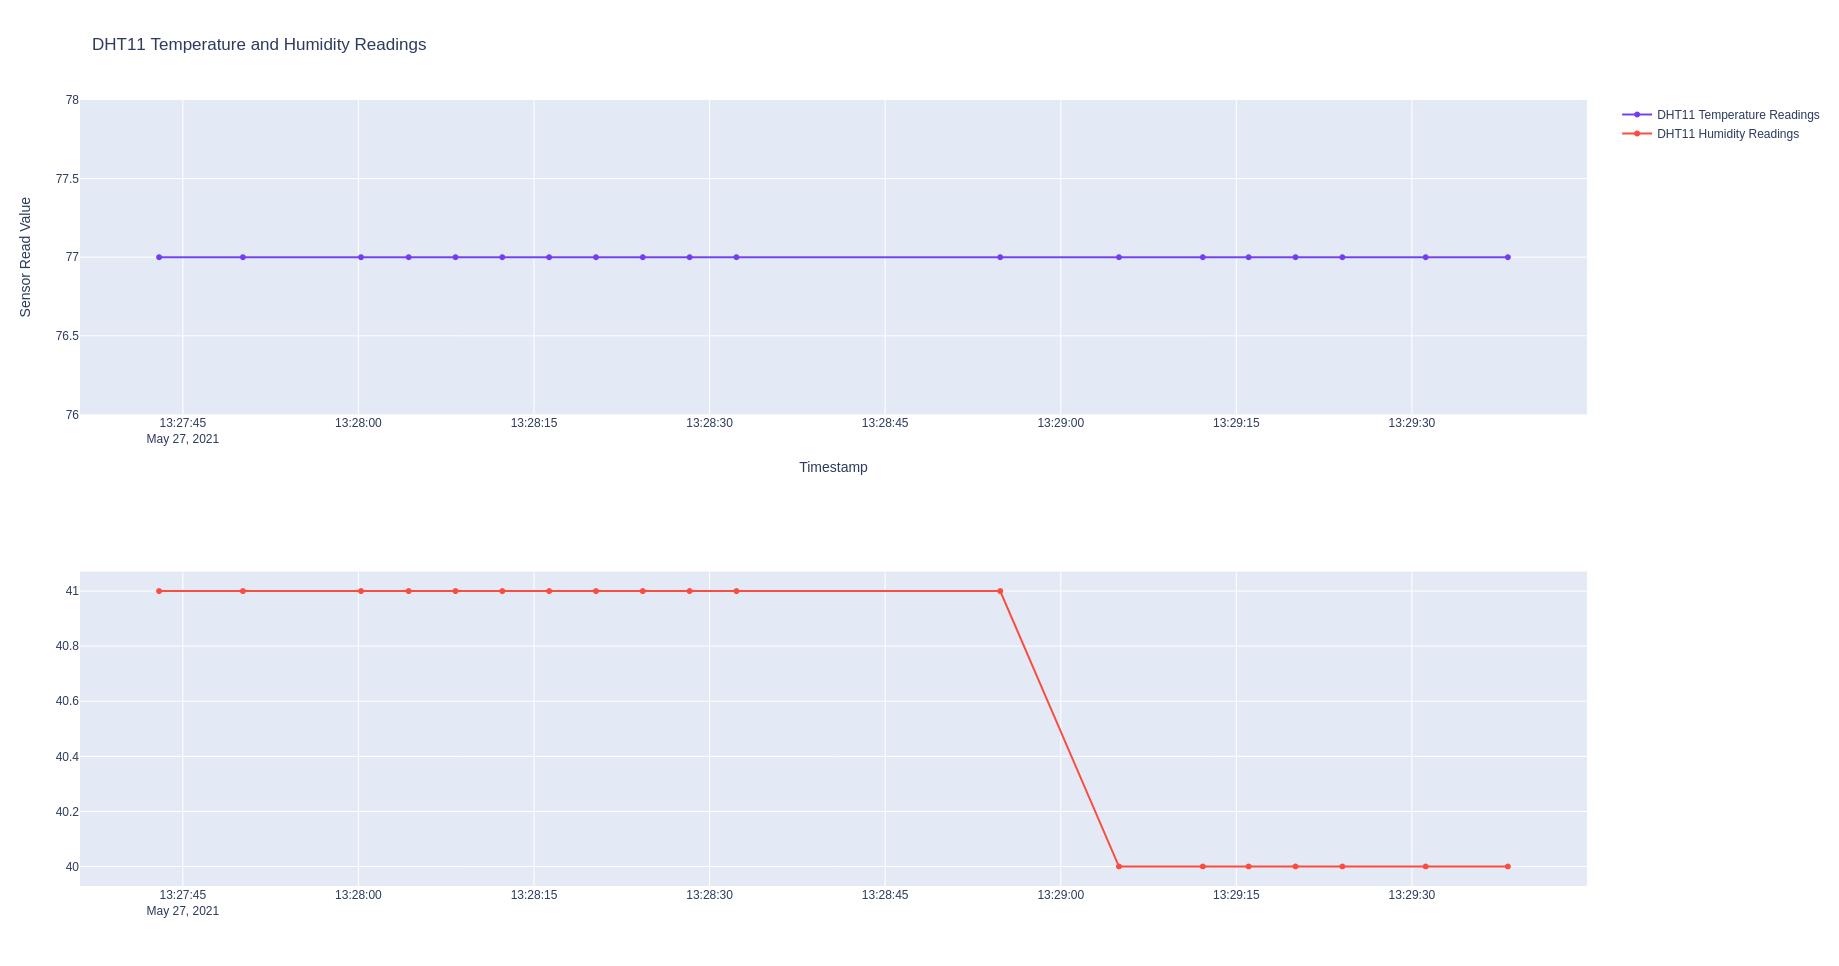 DHT11 Temperature and Humidity Readings
78
77.5
77
76.5
76
Sensor Read Value
13:27:45 13:28:00 13:28:15 13:28:30 13:28:45 13:29:00 13:29:15 13:29:30
May 27, 2021
Timestamp
DHT11 Temperature Readings
DHT11 Humidity Readings
41
40.8
40.6
40.4
40.2
40
13:27:45 13:28:00 13:28:15 13:28:30 13:28:45 13:29:00 13:29:15 13:29:30
May 27, 2021